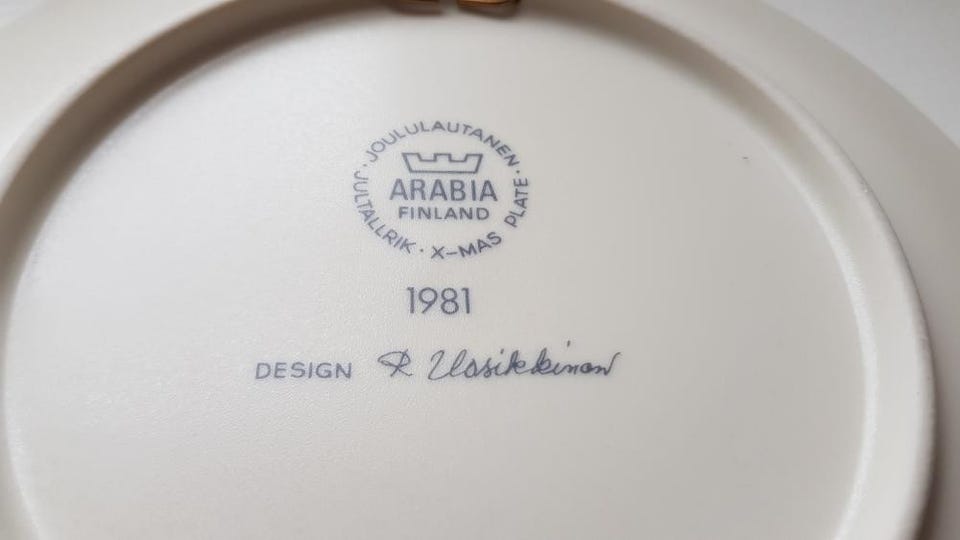 JOULULAUTANEN · X-MAS PLATE · JULTALLRIK ·
ARABIA
FINLAND
1981
DESIGN R Uosikkinen